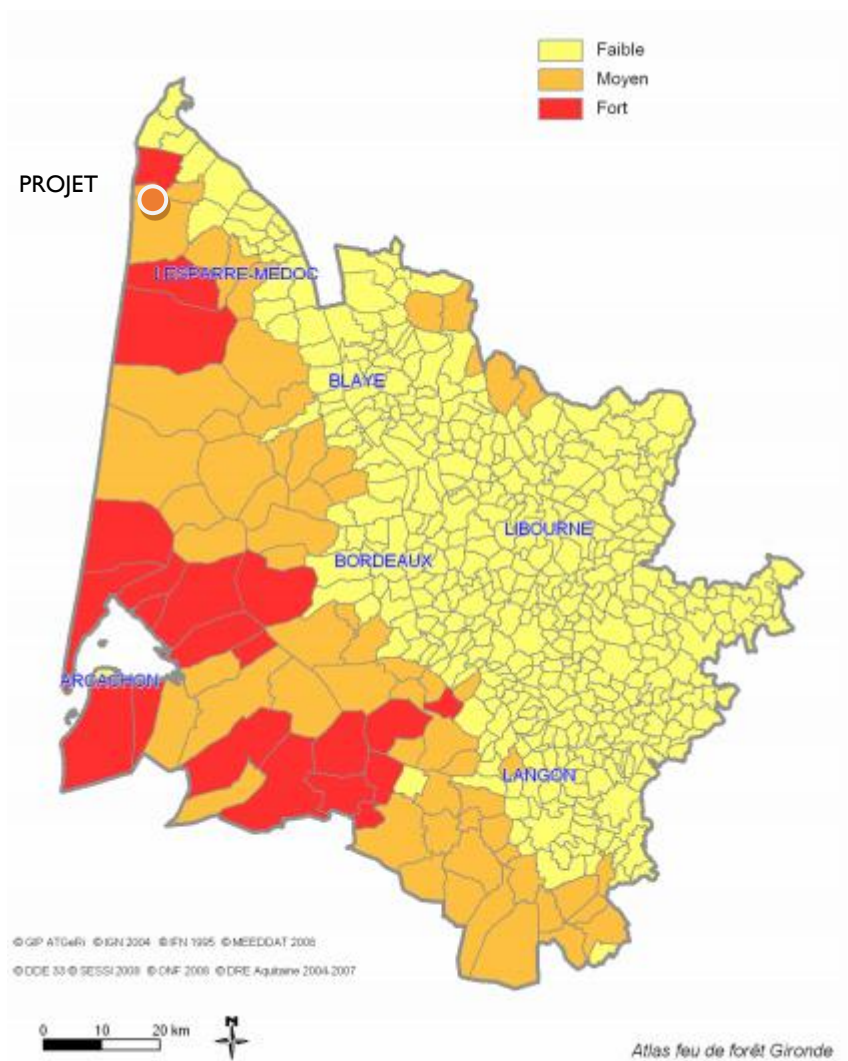 Faible
Moyen
Fort
PROJET
LESPARRE-MEDOC
BLAYE
LIBOURNE
BORDEAUX
ARCACHON
LANGON
© GIP ATGeRi © IGN 2004 © IFN 1995 © MEEDDAT 2006
© DDE 33 © SESSI 2008 © ONF 2008 © DRE Aquitaine 2004-2007
0 10 20 km
N
Atlas feu de forêt Gironde